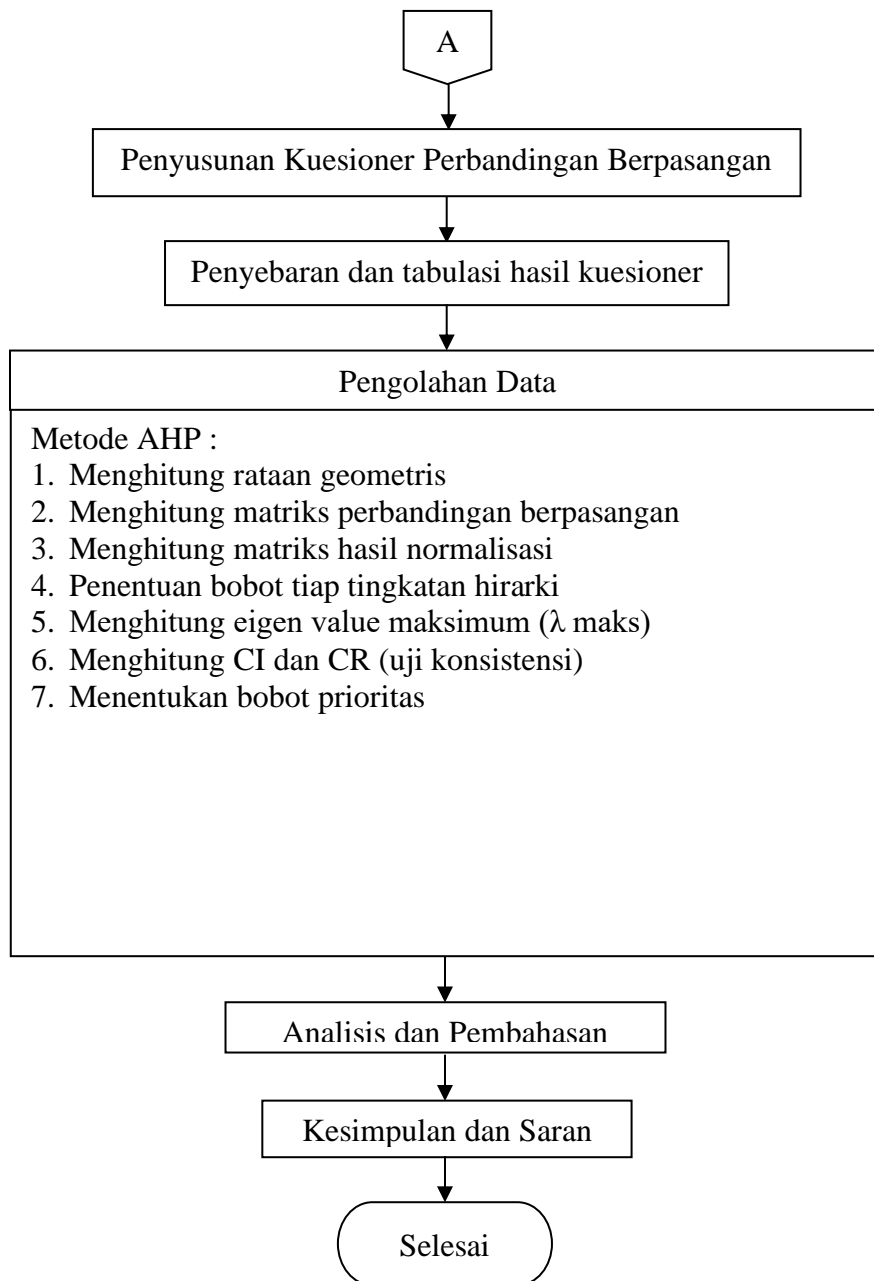 A
Penyusunan Kuesioner Perbandingan Berpasangan
Penyebaran dan tabulasi hasil kuesioner
Pengolahan Data
Metode AHP :
1. Menghitung rataan geometris
2. Menghitung matriks perbandingan berpasangan
3. Menghitung matriks hasil normalisasi
4. Penentuan bobot tiap tingkatan hirarki
5. Menghitung eigen value maksimum (λ maks)
6. Menghitung CI dan CR (uji konsistensi)
7. Menentukan bobot prioritas
Analisis dan Pembahasan
Kesimpulan dan Saran
Selesai